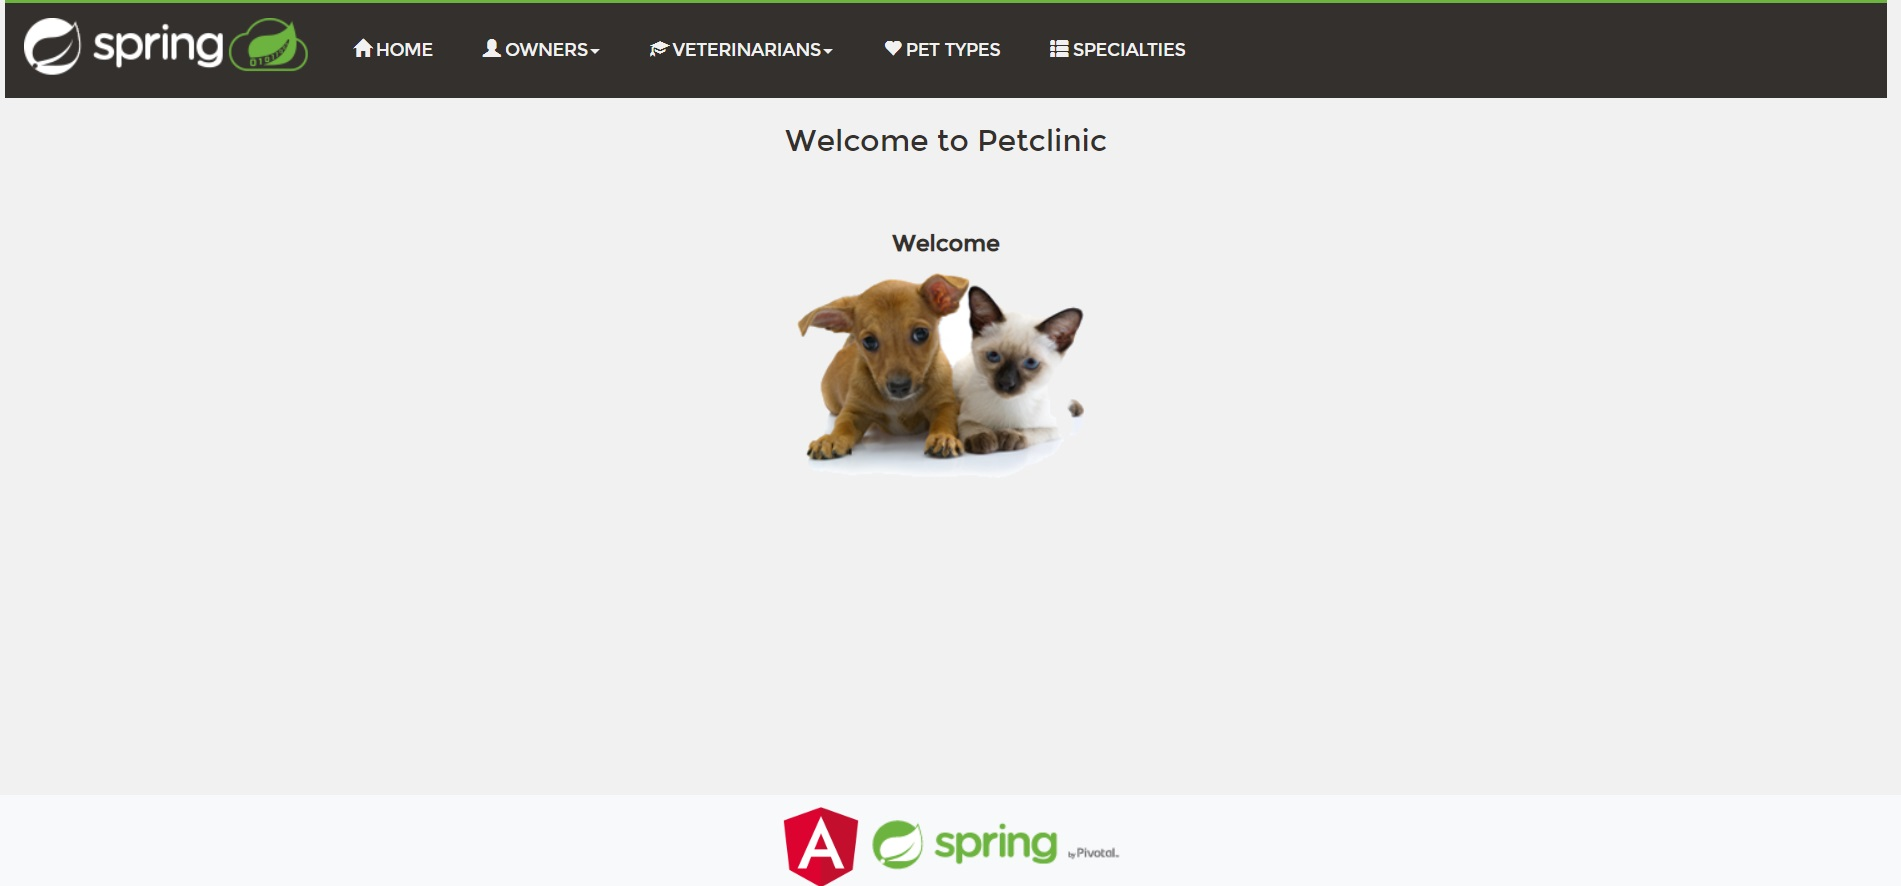 spring HOME OWNERS VETERINARIANS PET TYPES SPECIALTIES
Welcome to Petclinic
Welcome
spring by Pivotal